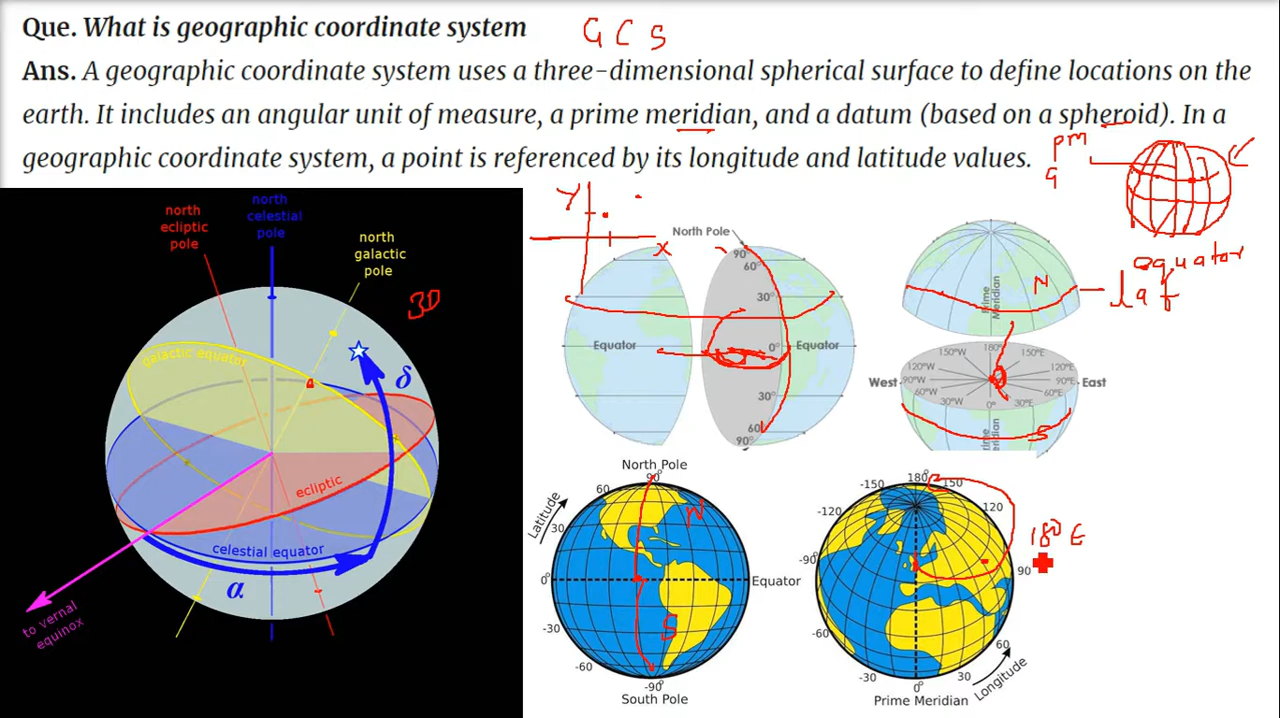 Que. What is geographic coordinate system
G C S
Ans. A geographic coordinate system uses a three-dimensional spherical surface to define locations on the
earth. It includes an angular unit of measure, a prime meridian, and a datum (based on a spheroid). In a
geographic coordinate system, a point is referenced by its longitude and latitude values.
pm
north
ecliptic
pole
north
celestial
pole
north
galactic
pole
3D
galactic equator
δ
ecliptic
celestial equator
α
to vernal
equinox
y
x
North Pole
90°
60°
30°
Equator
0°
Equator
30°
60°
90°
N
Prime
Meridian
equator
lat
180°
150°W
150°E
120°W
120°E
West
90°W
90°E
East
60°W
60°E
30°W
0°
30°E
Prime
Meridian
S
North Pole
90°
60
Latitude
30
N
0°
Equator
S
-30
-60
-90°
South Pole
180°
-150
150
-120
120
-90°
90
180 E
-60
60
-30
0°
30
Longitude
Prime Meridian